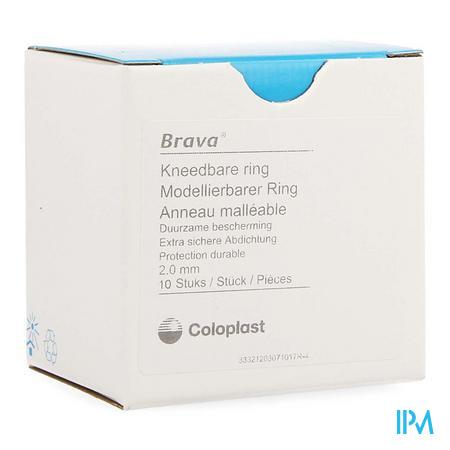 Brava®
Kneedbare ring
Modellierbarer Ring
Anneau malléable
Duurzame bescherming
Extra sichere Abdichtung
Protection durable
2.0 mm
10 Stuks / Stück / Pièces
Coloplast
IPM